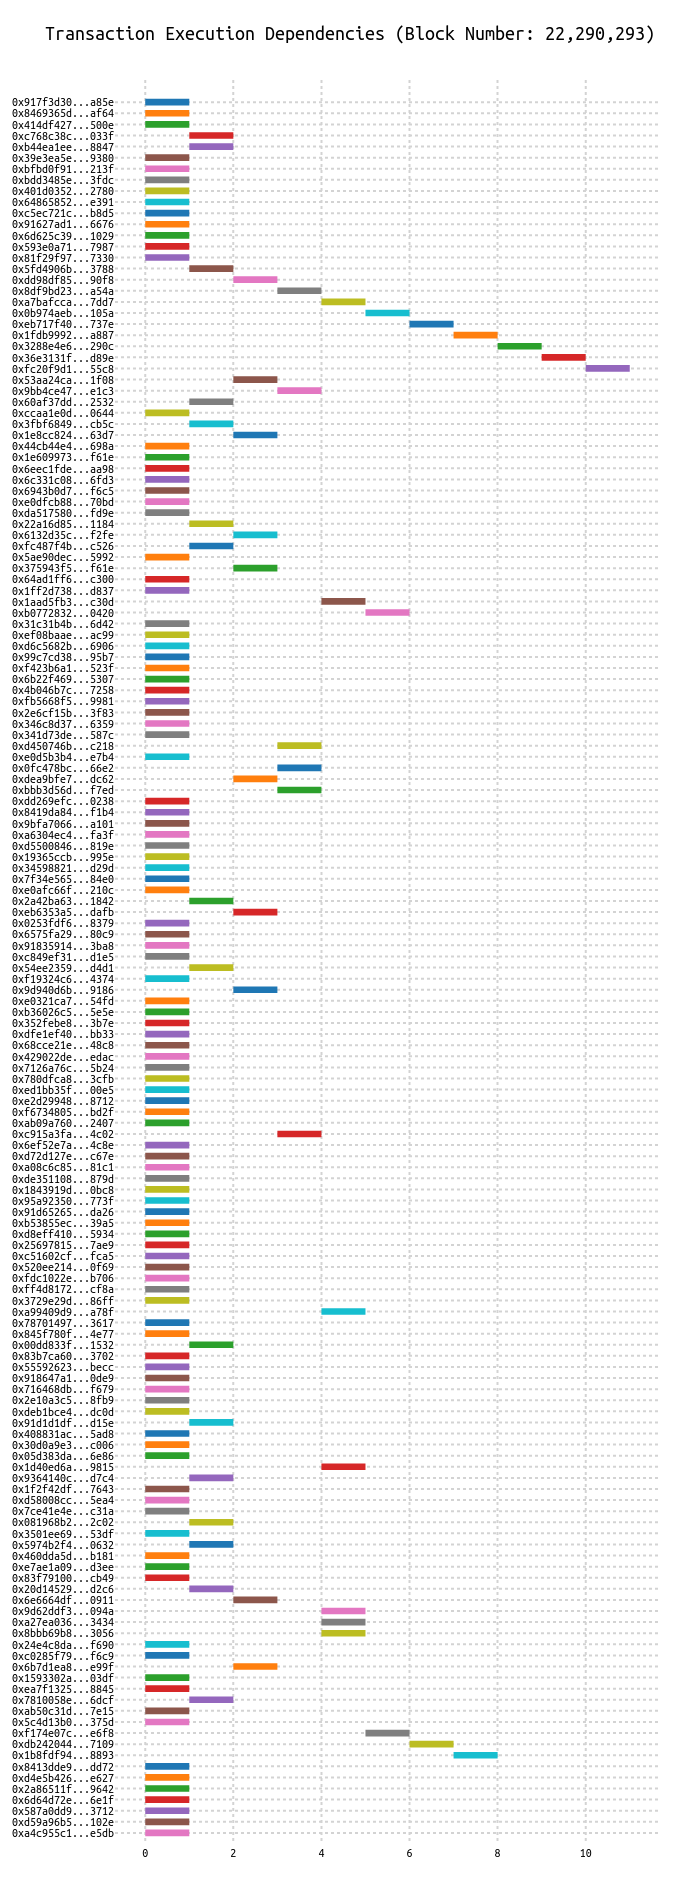 Transaction Execution Dependencies (Block Number: 22,290,293)
0x917f3d30...a85e
0x8469365d...af64
0x414df427...500e
0xc768c38c...033f
0xb44ea1ee...8847
0x39e3ea5e...9380
0xbfbd0f91...213f
0xbdd3485e...3fdc
0x401d0352...2780
0x64865852...e391
0xc5ec721c...b8d5
0x91627ad1...6676
0x6d625c39...1029
0x593e0a71...7987
0x81f29f97...7330
0x5fd4906b...3788
0xdd98df85...90f8
0x8df9bd23...a54a
0xa7bafcca...7dd7
0x0b974aeb...105a
0xeb717f40...737e
0x1fdb9992...a887
0x3288e4e6...290c
0x36e3131f...d89e
0xfc20f9d1...55c8
0x53aa24ca...1f08
0x9bb4ce47...e1c3
0x60af37dd...2532
0xccaa1e0d...0644
0x3fbf6849...cb5c
0x1e8cc824...63d7
0x44cb44e4...698a
0x1e609973...f61e
0x6eec1fde...aa98
0x6c331c08...6fd3
0x6943b0d7...f6c5
0xe0dfcb88...70bd
0xda517580...fd9e
0x22a16d85...1184
0x6132d35c...f2fe
0xfc487f4b...c526
0x5ae90dec...5992
0x375943f5...f61e
0x64ad1ff6...c300
0x1ff2d738...d837
0x1aad5fb3...c30d
0xb0772832...0420
0x31c31b4b...6d42
0xef08baae...ac99
0xd6c5682b...6906
0x99c7cd38...95b7
0xf423b6a1...523f
0x6b22f469...5307
0x4b046b7c...7258
0xfb5668f5...9981
0x2e6cf15b...3f83
0x346c8d37...6359
0x341d73de...587c
0xd450746b...c218
0xe0d5b3b4...e7b4
0x0fc478bc...66e2
0xdea9bfe7...dc62
0xbbb3d56d...f7ed
0xdd269efc...0238
0x8419da84...f1b4
0x9bfa7066...a101
0xa6304ec4...fa3f
0xd5500846...819e
0x19365ccb...995e
0x34598821...d29d
0x7f34e565...84e0
0xe0afc66f...210c
0x2a42ba63...1842
0xeb6353a5...dafb
0x0253fdf6...8379
0x6575fa29...80c9
0x91835914...3ba8
0xc849ef31...d1e5
0x54ee2359...d4d1
0xf19324c6...4374
0x9d940d6b...9186
0xe0321ca7...54fd
0xb36026c5...5e5e
0x352febe8...3b7e
0xdfe1ef40...bb33
0x68cce21e...48c8
0x429022de...edac
0x7126a76c...5b24
0x780dfca8...3cfb
0xed1bb35f...00e5
0xe2d29948...8712
0xf6734805...bd2f
0xab09a760...2407
0xc915a3fa...4c02
0x6ef52e7a...4c8e
0xd72d127e...c67e
0xa08c6c85...81c1
0xde351108...879d
0x1843919d...0bc8
0x95a92350...773f
0x91d65265...da26
0xb53855ec...39a5
0xd8eff410...5934
0x25697815...7ae9
0xc51602cf...fca5
0x520ee214...0f69
0xfdc1022e...b706
0xff4d8172...cf8a
0x3729e29d...86ff
0xa99409d9...a78f
0x78701497...3617
0x845f780f...4e77
0x00dd833f...1532
0x83b7ca60...3702
0x55592623...becc
0x918647a1...0de9
0x716468db...f679
0x2e10a3c5...8fb9
0xdeb1bce4...dc0d
0x91d1d1df...d15e
0x408831ac...5ad8
0x30d0a9e3...c006
0x05d383da...6e86
0x1d40ed6a...9815
0x9364140c...d7c4
0x1f2f42df...7643
0xd58008cc...5ea4
0x7ce41e4e...c31a
0x081968b2...2c02
0x3501ee69...53df
0x5974b2f4...0632
0x460dda5d...b181
0xe7ae1a09...d3ee
0x83f79100...cb49
0x20d14529...d2c6
0x6e6664df...0911
0x9d62ddf3...094a
0xa27ea036...3434
0x8bbb69b8...3056
0x24e4c8da...f690
0xc0285f79...f6c9
0x6b7d1ea8...e99f
0x1593302a...03df
0xea7f1325...8845
0x7810058e...6dcf
0xab50c31d...7e15
0x5c4d13b0...375d
0xf174e07c...e6f8
0xdb242044...7109
0x1b8fdf94...8893
0x8413dde9...dd72
0xd4e5b426...e627
0x2a86511f...9642
0x6d64d72e...6e1f
0x587a0dd9...3712
0xd59a96b5...102e
0xa4c955c1...e5db
0 2 4 6 8 10